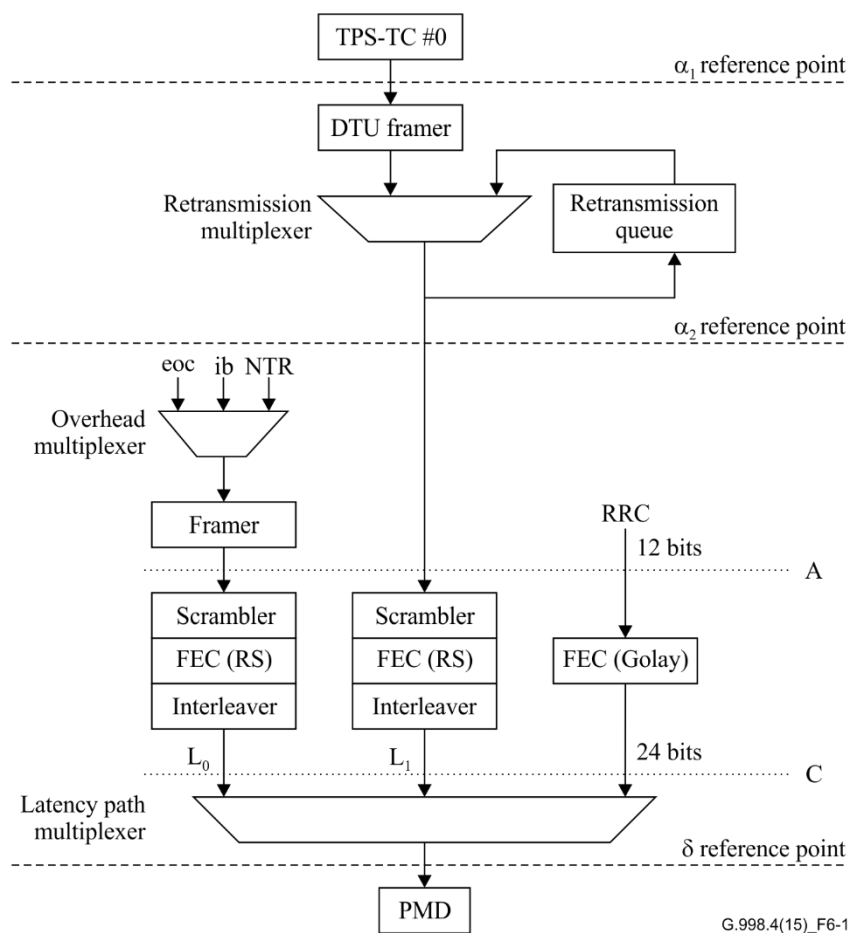 TPS-TC #0
α₁ reference point
DTU framer
Retransmission
multiplexer
Retransmission
queue
α₂ reference point
eoc
ib
NTR
Overhead
multiplexer
Framer
RRC
12 bits
A
Scrambler
FEC (RS)
Interleaver
Scrambler
FEC (RS)
Interleaver
FEC (Golay)
L₀
L₁
24 bits
C
Latency path
multiplexer
δ reference point
PMD
G.998.4(15)_F6-1